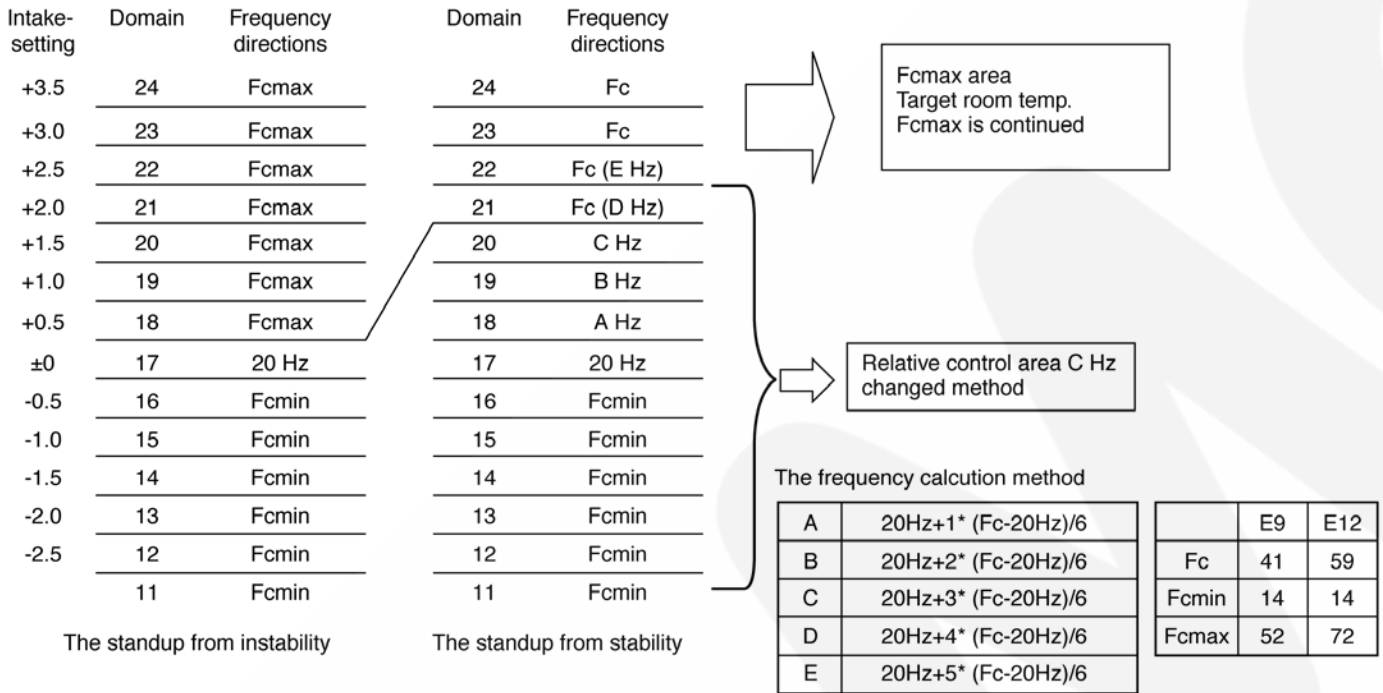 Intake-setting Domain Frequency directions Domain Frequency directions
+3.5 24 Fcmax 24 Fc
+3.0 23 Fcmax 23 Fc
+2.5 22 Fcmax 22 Fc (E Hz)
+2.0 21 Fcmax 21 Fc (D Hz)
+1.5 20 Fcmax 20 C Hz
+1.0 19 Fcmax 19 B Hz
+0.5 18 Fcmax 18 A Hz
±0 17 20 Hz 17 20 Hz
-0.5 16 Fcmin 16 Fcmin
-1.0 15 Fcmin 15 Fcmin
-1.5 14 Fcmin 14 Fcmin
-2.0 13 Fcmin 13 Fcmin
-2.5 12 Fcmin 12 Fcmin
11 Fcmin 11 Fcmin
The standup from instability The standup from stability
Fcmax area
Target room temp.
Fcmax is continued
Relative control area C Hz
changed method
The frequency calcution method
A 20Hz+1* (Fc-20Hz)/6
B 20Hz+2* (Fc-20Hz)/6
C 20Hz+3* (Fc-20Hz)/6
D 20Hz+4* (Fc-20Hz)/6
E 20Hz+5* (Fc-20Hz)/6
E9 E12
Fc 41 59
Fcmin 14 14
Fcmax 52 72